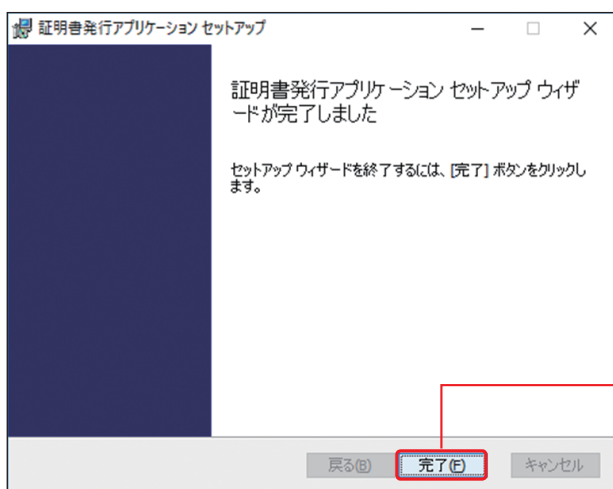 証明書発行アプリケーション セットアップ
証明書発行アプリケーション セットアップ ウィザ
ードが完了しました
セットアップ ウィザードを終了するには、[完了] ボタンをクリックし
ます。
戻る(B) 完了(F) キャンセル